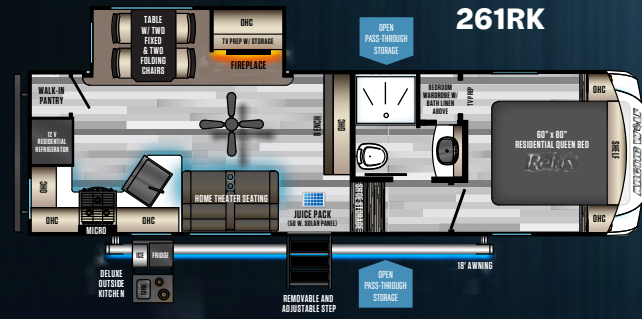 261RK
TABLE
W/ TWO
FIXED
& TWO
FOLDING
CHAIRS
OHC
TV PREP W/ STORAGE
FIREPLACE
OPEN
PASS-THROUGH
STORAGE
WALK-IN
PANTRY
12 V
RESIDENTIAL
REFRIGERATOR
OHC
OHC
MICRO
OHC
HOME THEATER SEATING
BENCH
OHC
JUICE PACK
(50 W. SOLAR PANEL)
SHOE STORAGE
BEDROOM
WARDROBE W/
BATH LINEN
ABOVE
TV PREP
60" x 80"
RESIDENTIAL QUEEN BED
OHC
SHELF
OHC
ICE
FRIDGE
DELUXE
OUTSIDE
KITCHEN
REMOVABLE AND
ADJUSTABLE STEP
OPEN
PASS-THROUGH
STORAGE
18' AWNING